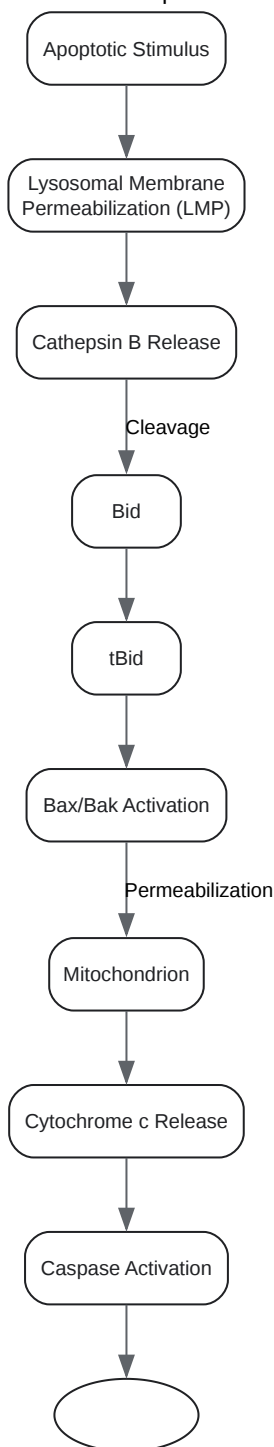 Apoptotic Stimulus
Lysosomal Membrane
Permeabilization (LMP)
Cathepsin B Release
Cleavage
Bid
tBid
Bax/Bak Activation
Permeabilization
Mitochondrion
Cytochrome c Release
Caspase Activation